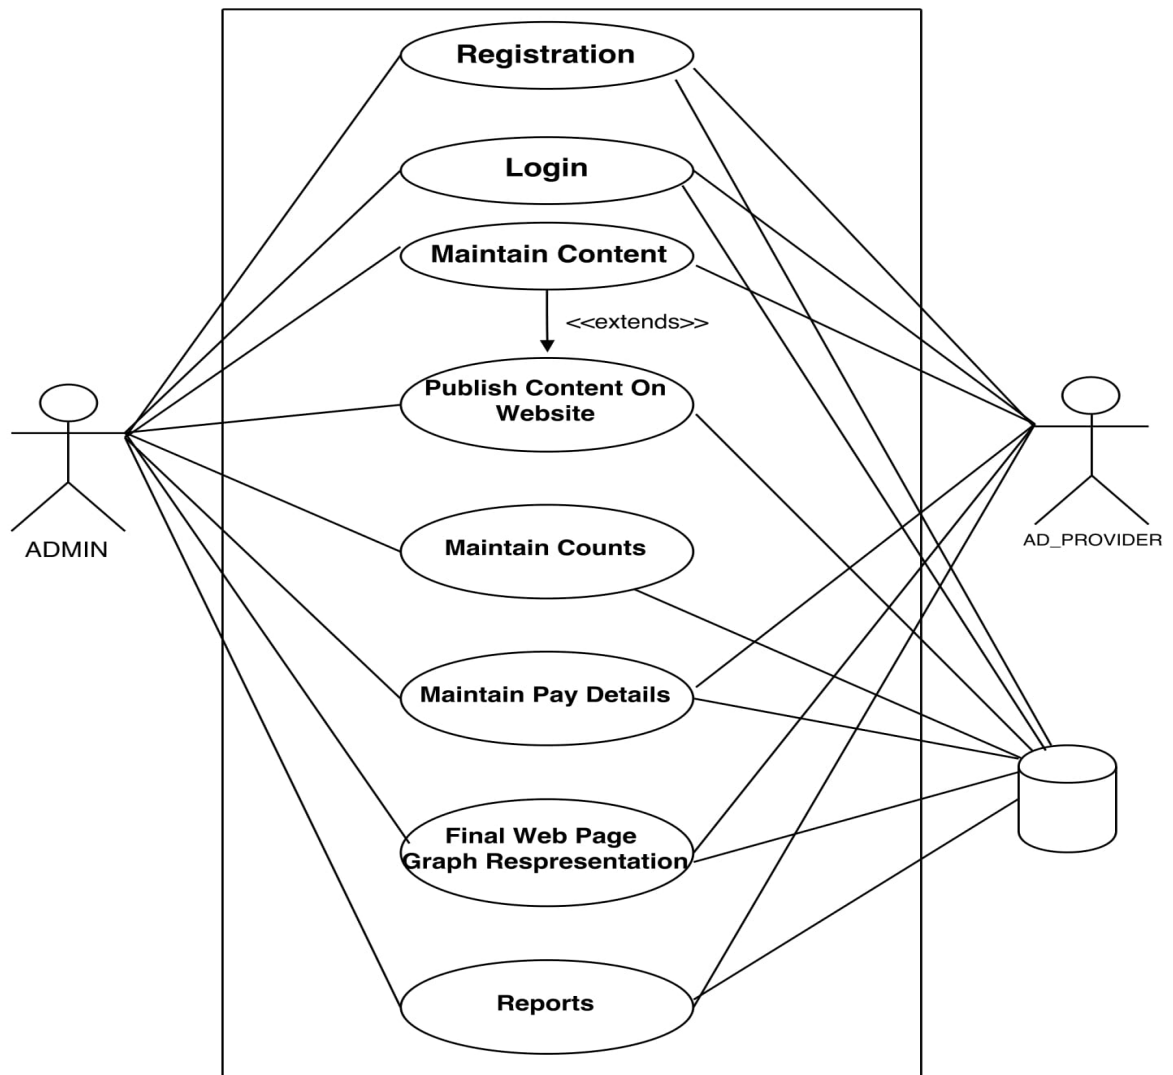 Registration
Login
Maintain Content
<<extends>>
Publish Content On
Website
ADMIN
AD_PROVIDER
Maintain Counts
Maintain Pay Details
Final Web Page
Graph Respresentation
Reports